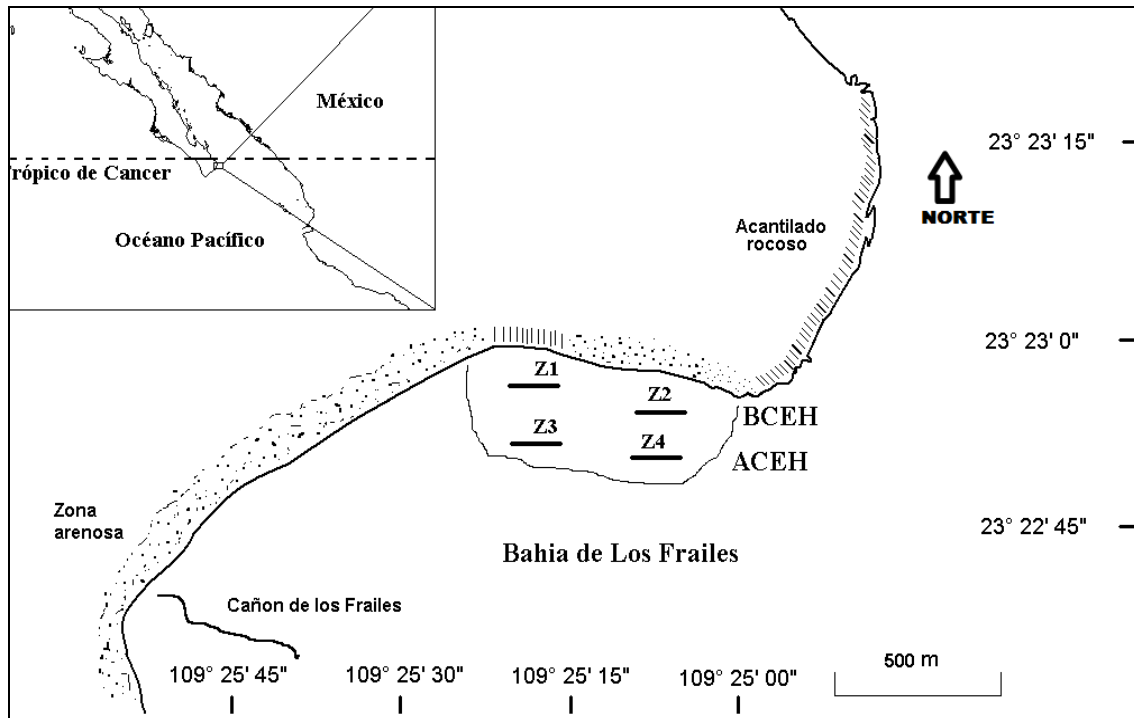 México
rópico de Cancer
Océano Pacífico
23° 23' 15"
NORTE
Acantilado
rocoso
23° 23' 0"
Z1
Z2
BCEH
Z3
Z4
ACEH
Zona
arenosa
23° 22' 45"
Bahia de Los Frailes
Cañon de los Frailes
109° 25' 45"
109° 25' 30"
109° 25' 15"
109° 25' 00"
500 m